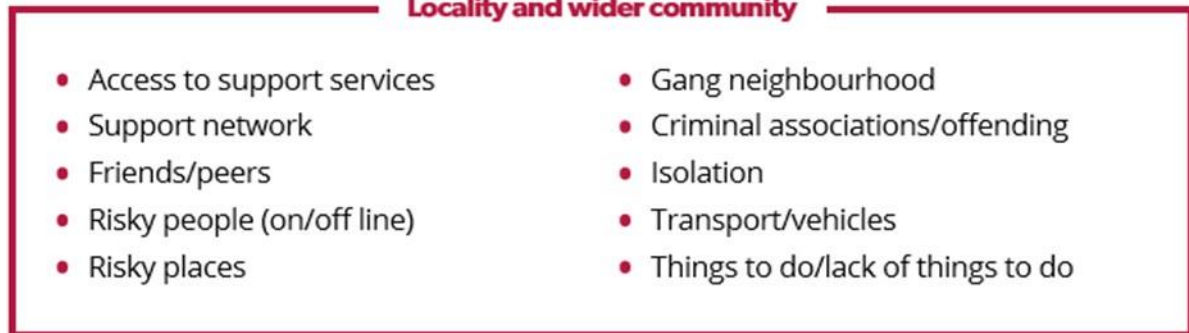 Locality and wider community
• Access to support services
• Support network
• Friends/peers
• Risky people (on/off line)
• Risky places
• Gang neighbourhood
• Criminal associations/offending
• Isolation
• Transport/vehicles
• Things to do/lack of things to do